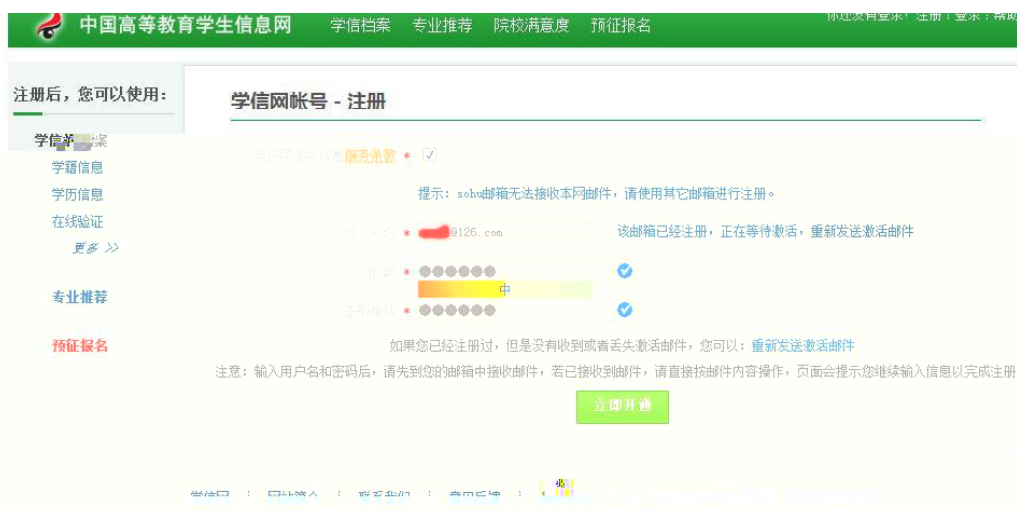 中国高等教育学生信息网 学信档案 专业推荐 院校满意度 预征报名
注册后，您可以使用：
学信网帐号 - 注册
学籍信息
学历信息
在线验证
更多 >>
专业推荐
预征报名
服务条款 *
提示：sohu邮箱无法接收本网邮件，请使用其它邮箱进行注册。
* @126.com 该邮箱已经注册，正在等待激活，重新发送激活邮件
* ●●●●●●
中
* ●●●●●●
如果您已经注册过，但是没有收到或者丢失激活邮件，您可以：重新发送激活邮件
注意：输入用户名和密码后，请先到您的邮箱中接收邮件，若已接收到邮件，请直接按邮件内容操作，页面会提示您继续输入信息以完成注册
立即开通